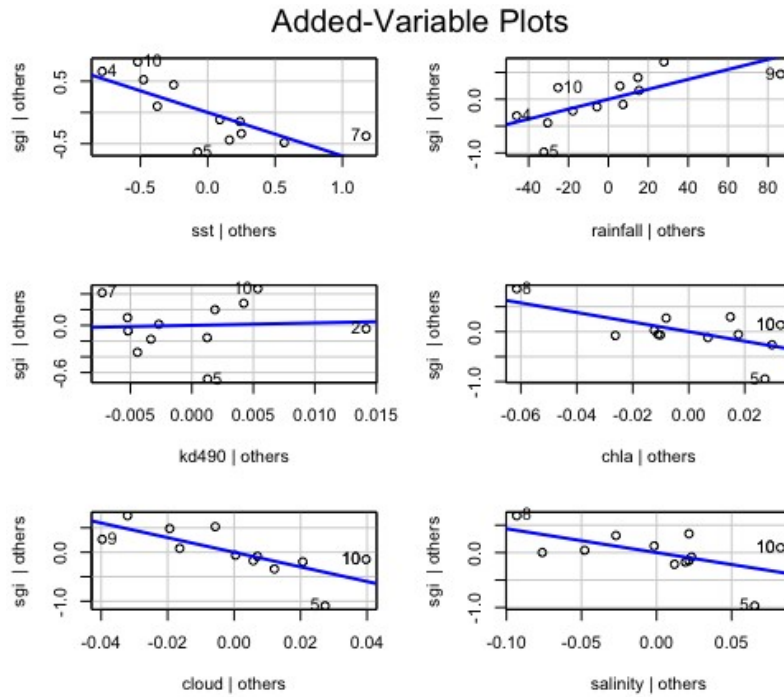 Added-Variable Plots
sgi | others
0.5
-0.5
4
10
5
7
-0.5 0.0 0.5 1.0
sst | others
sgi | others
0.0
-1.0
4
5
10
9
-40 -20 0 20 40 60 80
rainfall | others
sgi | others
0.0
-0.6
7
10
5
2
-0.005 0.000 0.005 0.010 0.015
kd490 | others
sgi | others
0.0
-1.0
8
10
5
-0.06 -0.04 -0.02 0.00 0.02
chla | others
sgi | others
0.0
-1.0
9
10
5
-0.04 -0.02 0.00 0.02 0.04
cloud | others
sgi | others
0.0
-1.0
8
10
5
-0.10 -0.05 0.00 0.05
salinity | others